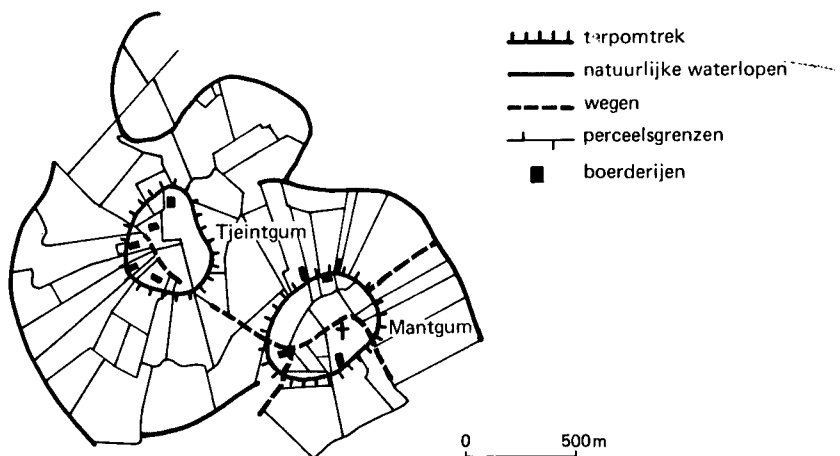 terpomtrek
natuurlijke waterlopen
wegen
perceelsgrenzen
boerderijen
Tjeintgum
Mantgum
0 500m